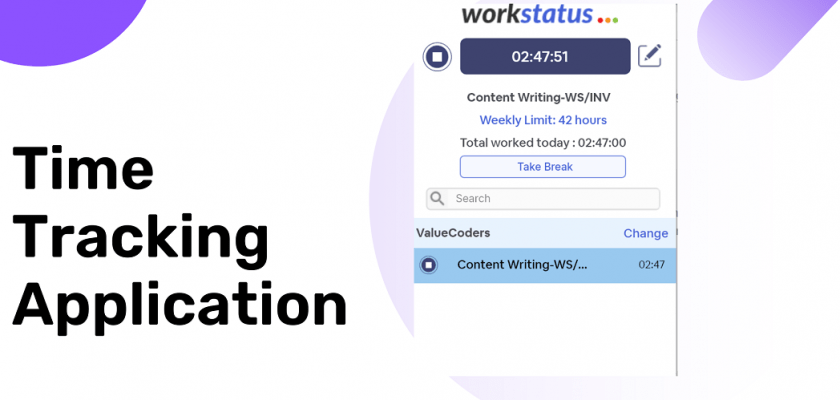 Time
Tracking
Application
workstatus
02:47:51
Content Writing-WS/INV
Weekly Limit: 42 hours
Total worked today : 02:47:00
Take Break
Search
ValueCoders Change
Content Writing-WS/... 02:47